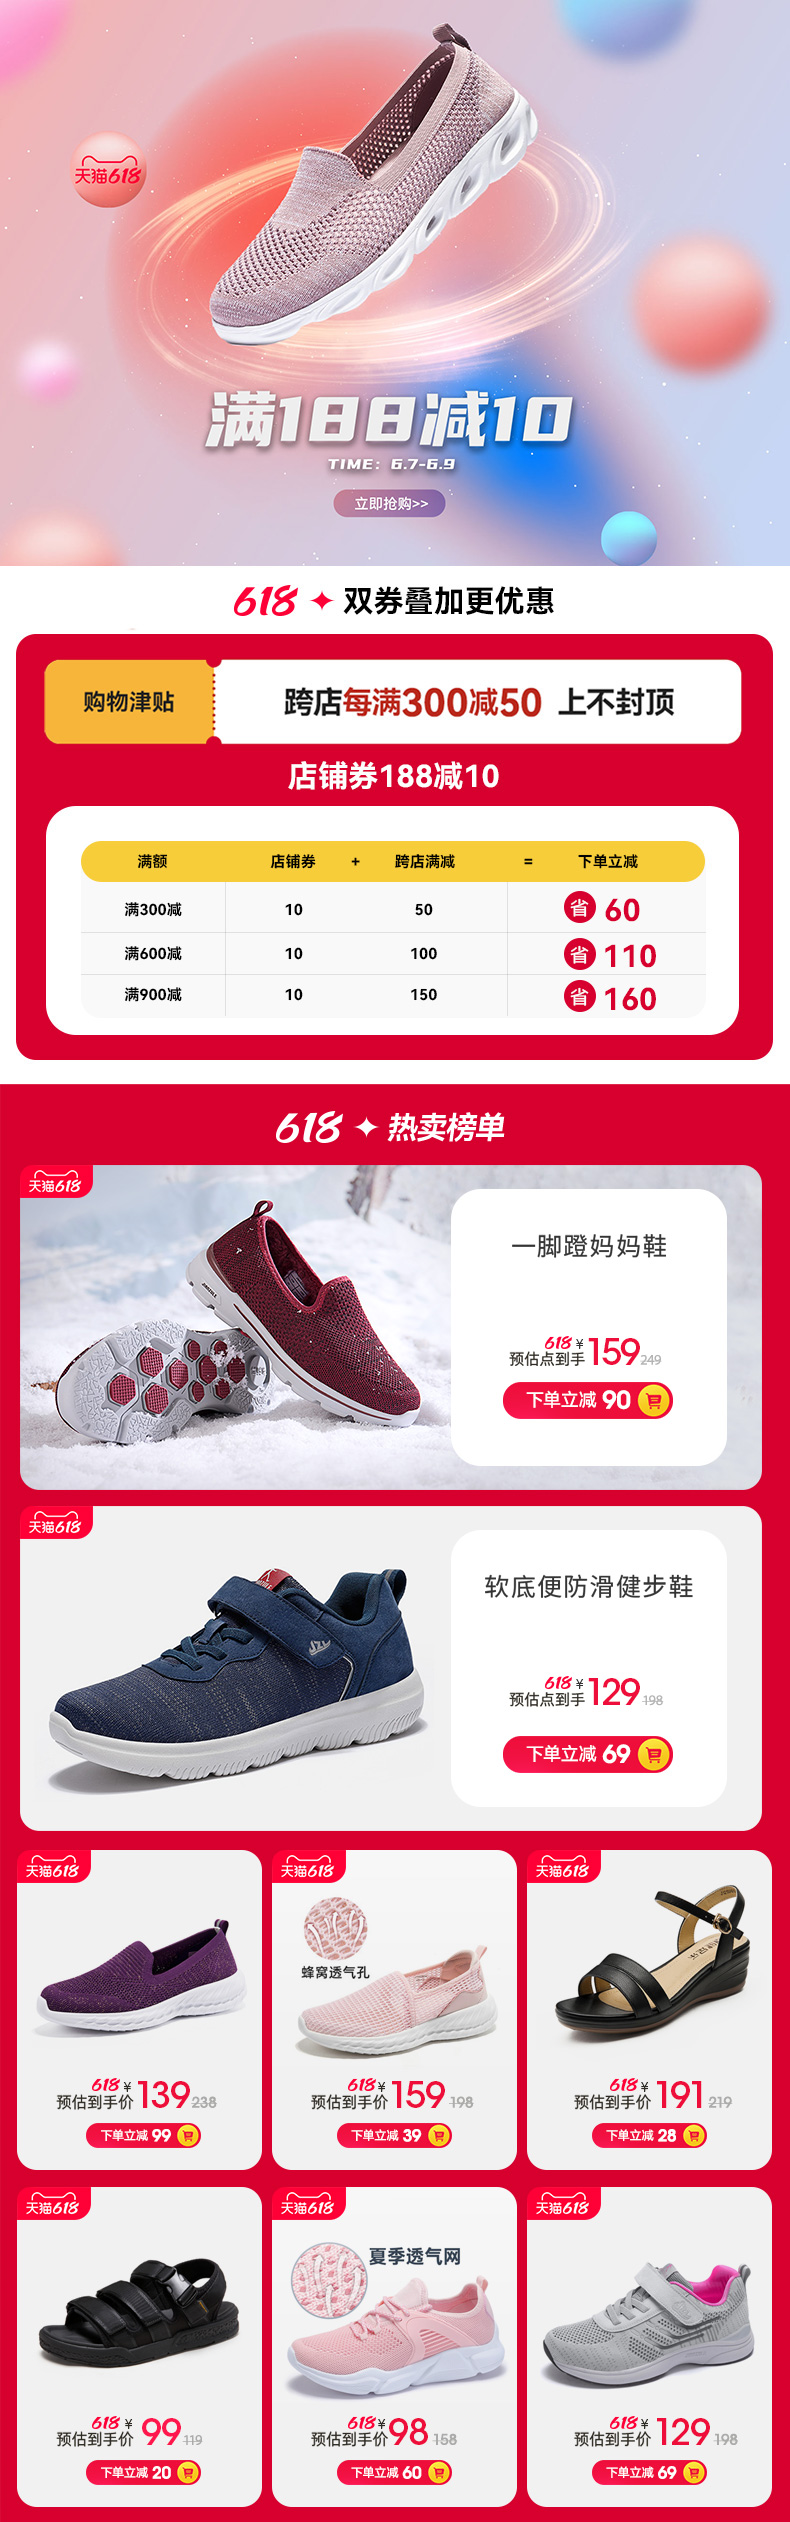 天猫618
满188减10
TIME: 6.7-6.9
立即抢购>>
618 双券叠加更优惠
购物津贴
跨店每满300减50 上不封顶
店铺券188减10
满额 店铺券 + 跨店满减 = 下单立减
满300减 10 50 省 60
满600减 10 100 省 110
满900减 10 150 省 160
618 热卖榜单
天猫618
一脚蹬妈妈鞋
618 ¥
预估点到手 159 249
下单立减 90
天猫618
软底便防滑健步鞋
618 ¥
预估点到手 129 198
下单立减 69
天猫618
618 ¥
预估到手价 139 238
下单立减 99
天猫618
蜂窝透气孔
618 ¥
预估到手价 159 198
下单立减 39
天猫618
618 ¥
预估到手价 191 219
下单立减 28
天猫618
618 ¥
预估到手价 99 119
下单立减 20
天猫618
夏季透气网
618 ¥
预估到手价 98 158
下单立减 60
天猫618
618 ¥
预估到手价 129 198
下单立减 69